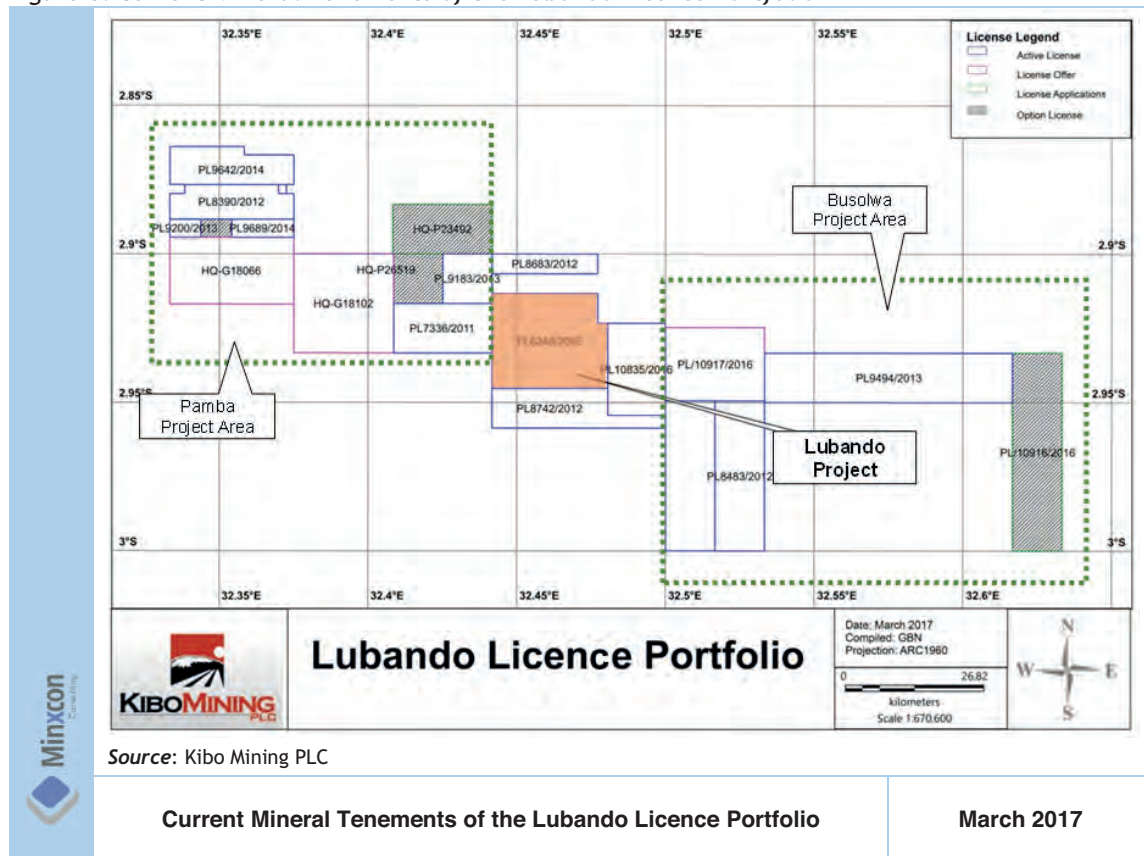 32.35°E 32.4°E 32.45°E 32.5°E 32.55°E
License Legend
Active License
License Offer
License Applications
Option License
2.85°S
PL9642/2014
PL8390/2012
PL9200/2013 PL9689/2014
HQ-P23492
Busolwa
Project Area
2.9°S 2.9°S
HQ-G18066
HQ-P26519
PL9183/2013
PL8683/2012
HQ-G18102
PL7336/2011
PL10835/2016
PL/10917/2016
PL9494/2013
2.95°S 2.95°S
PL8742/2012
Pamba
Project Area
Lubando
Project
PL8483/2012
PL/10916/2016
3°S 3°S
32.35°E 32.4°E 32.45°E 32.5°E 32.55°E 32.6°E
KIBOMINING
PLC
Lubando Licence Portfolio
Date: March 2017
Compiled: GBN
Projection: ARC1960
0 26.82
kilometers
Scale 1:670.600
N
W E
S
Minxcon
Consulting
Source: Kibo Mining PLC
Current Mineral Tenements of the Lubando Licence Portfolio
March 2017